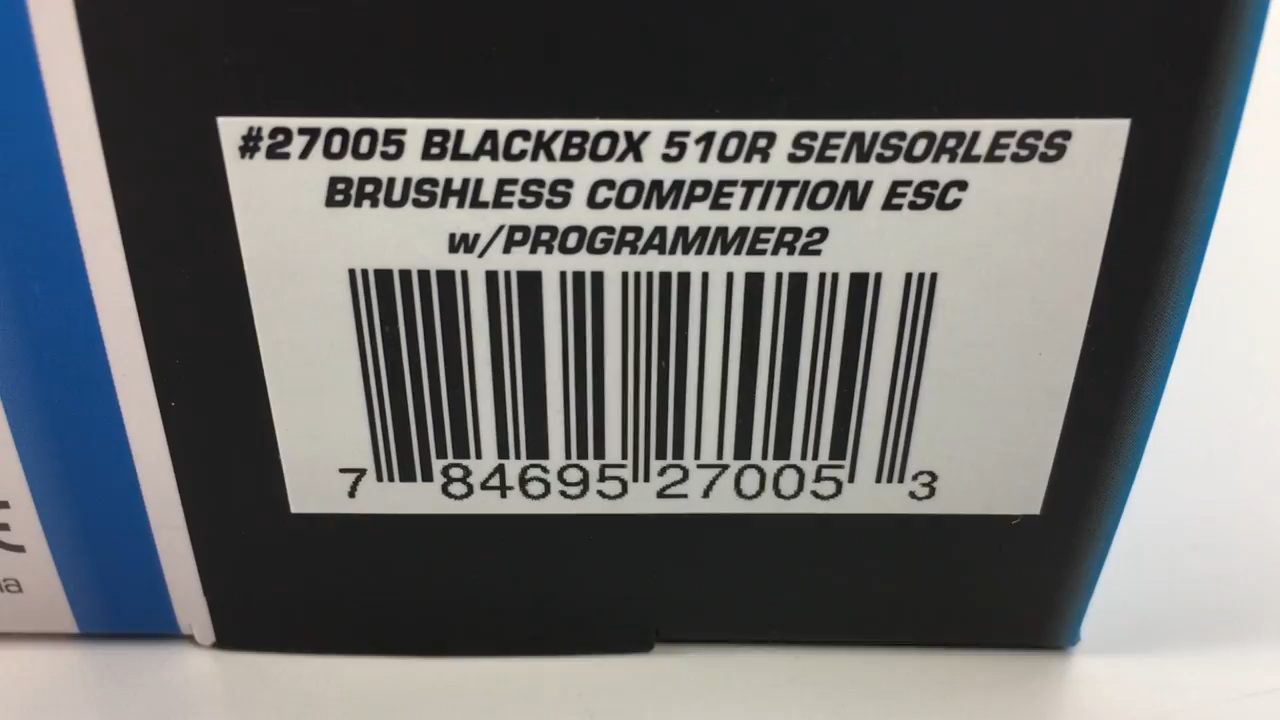 #27005 BLACKBOX 510R SENSORLESS
BRUSHLESS COMPETITION ESC
w/PROGRAMMER2
7 84695 27005 3